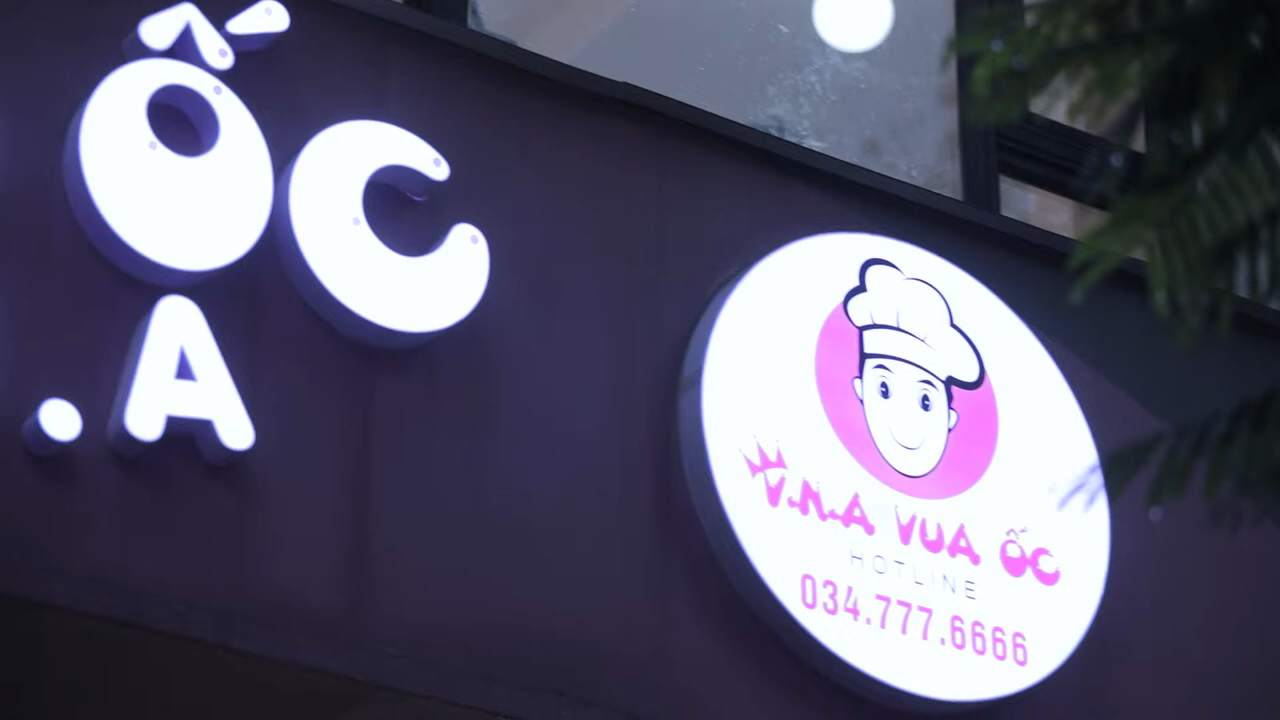 ỐC
.A
V.N.A VUA ỐC
HOTLINE
034.777.6666